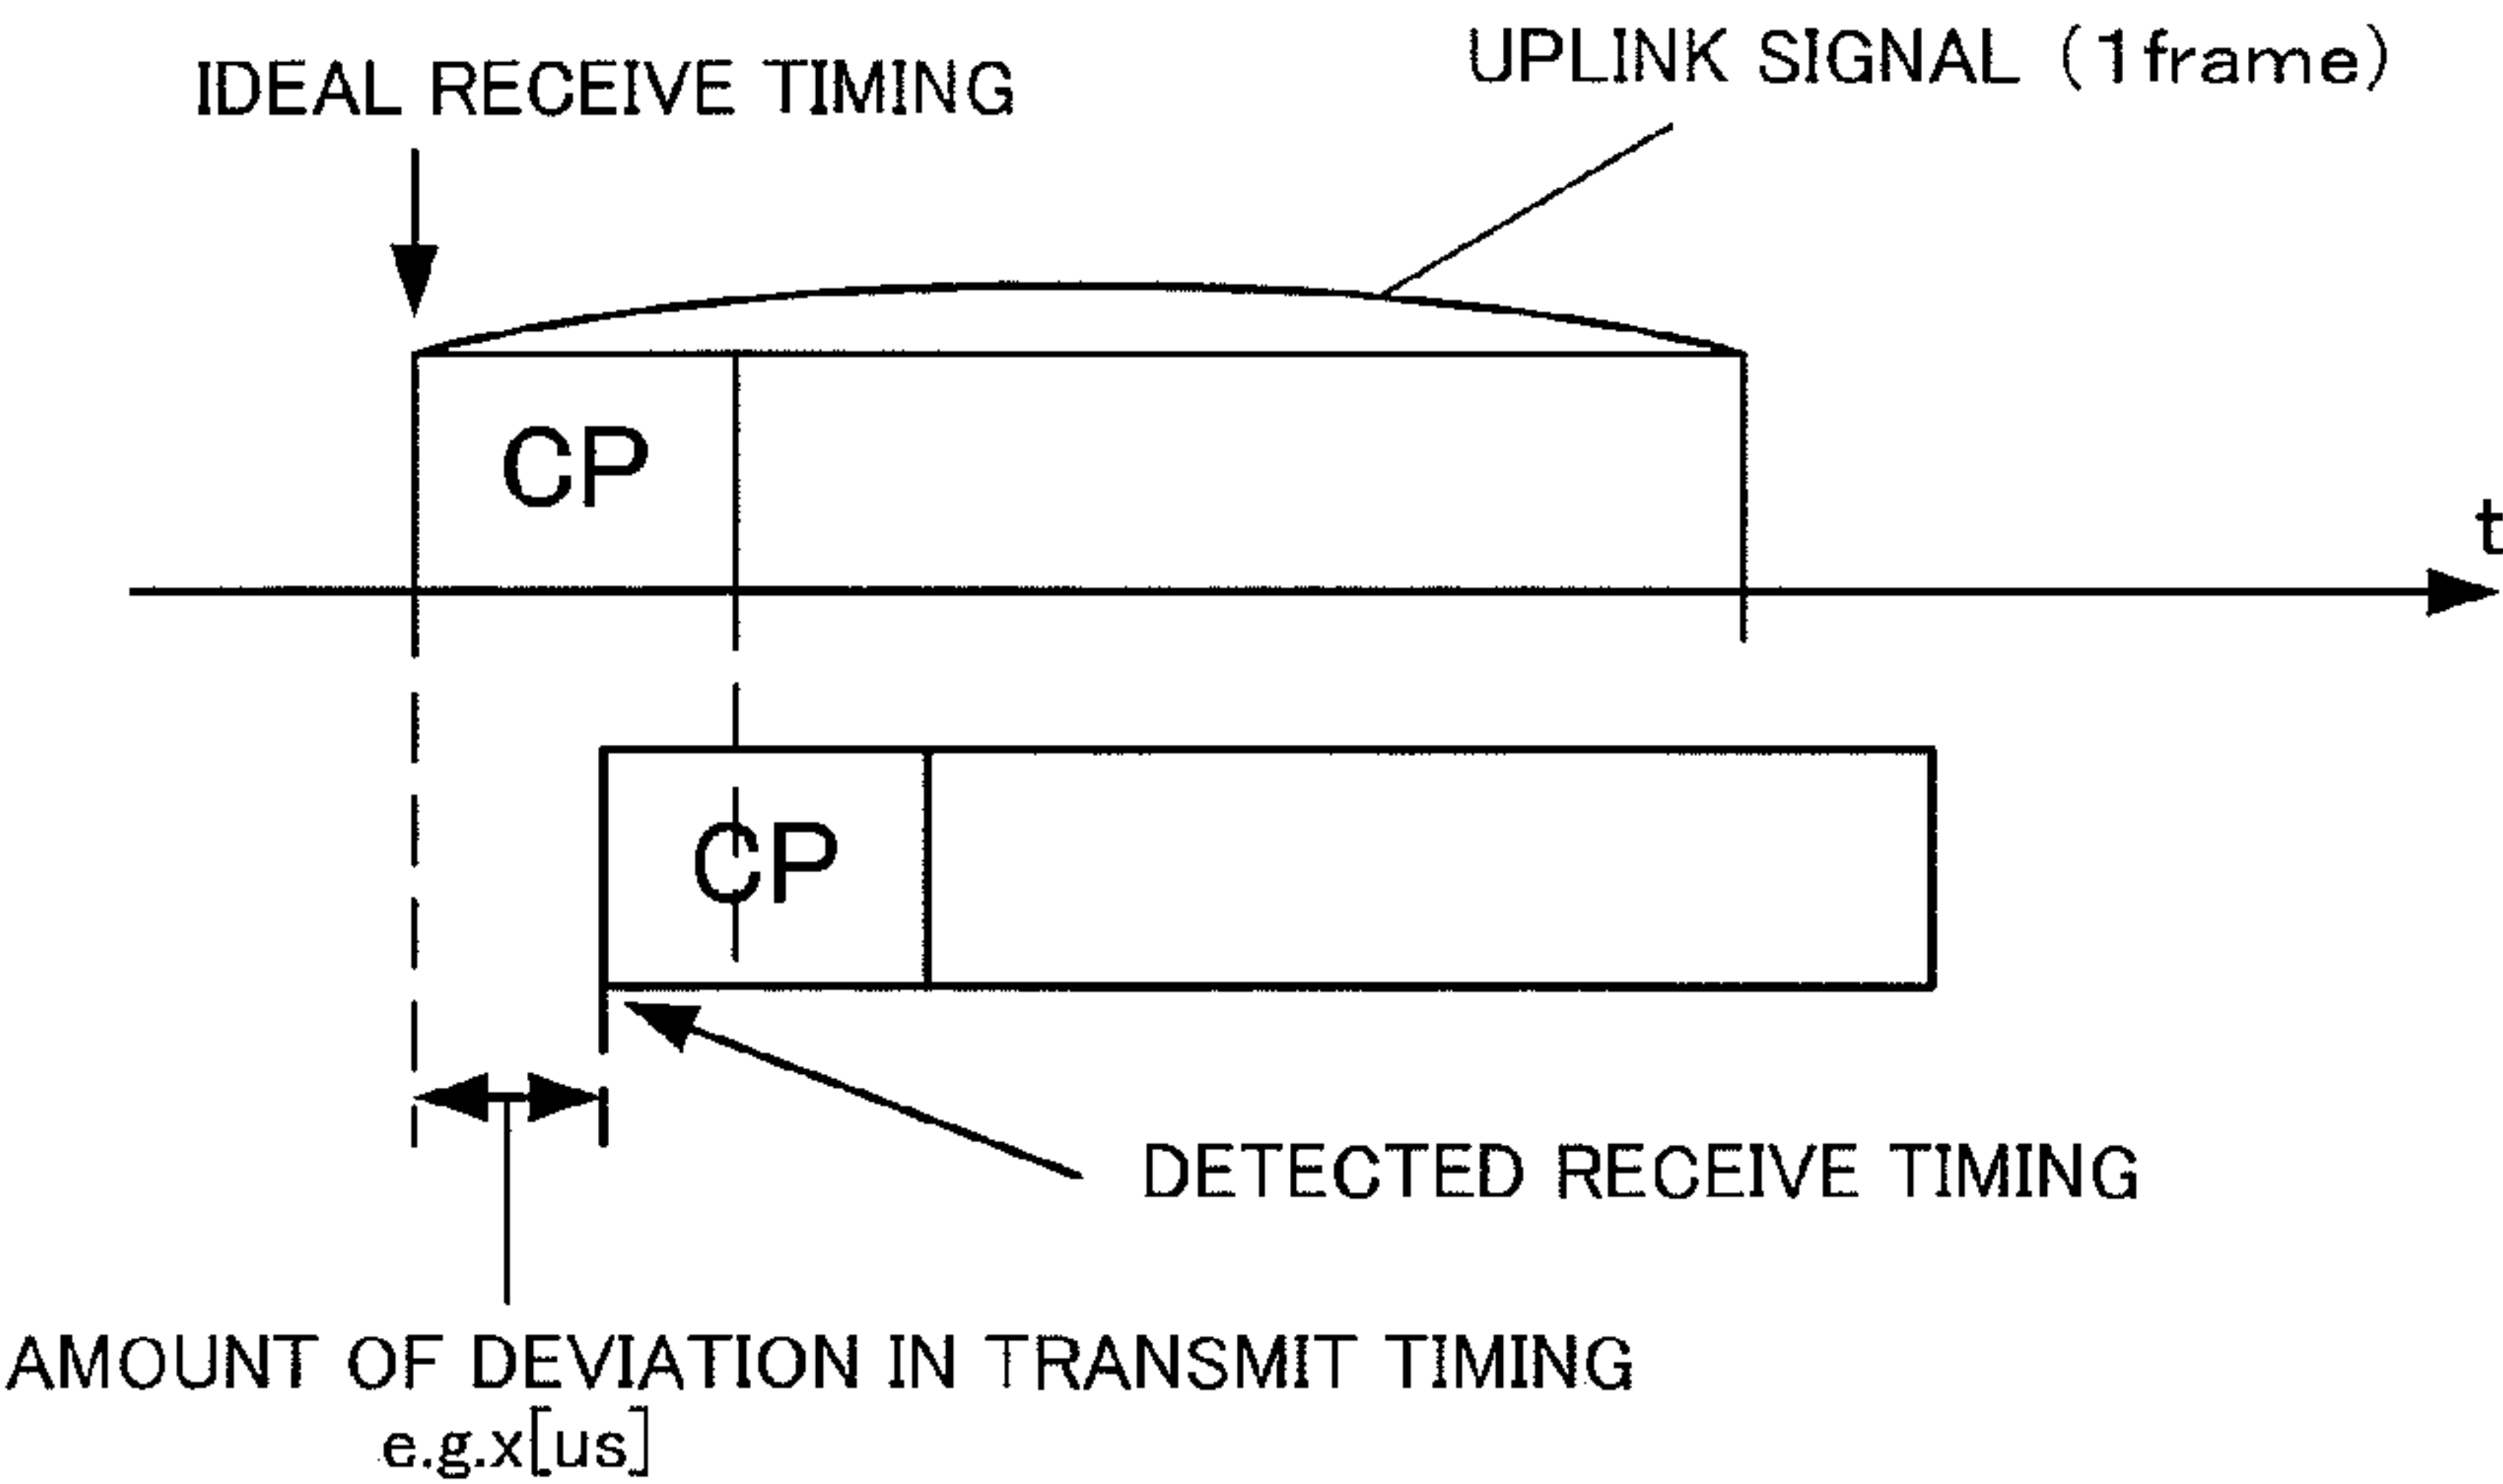 UPLINK SIGNAL (1frame)
IDEAL RECEIVE TIMING
CP
t
CP
DETECTED RECEIVE TIMING
AMOUNT OF DEVIATION IN TRANSMIT TIMING
e.g.x[us]